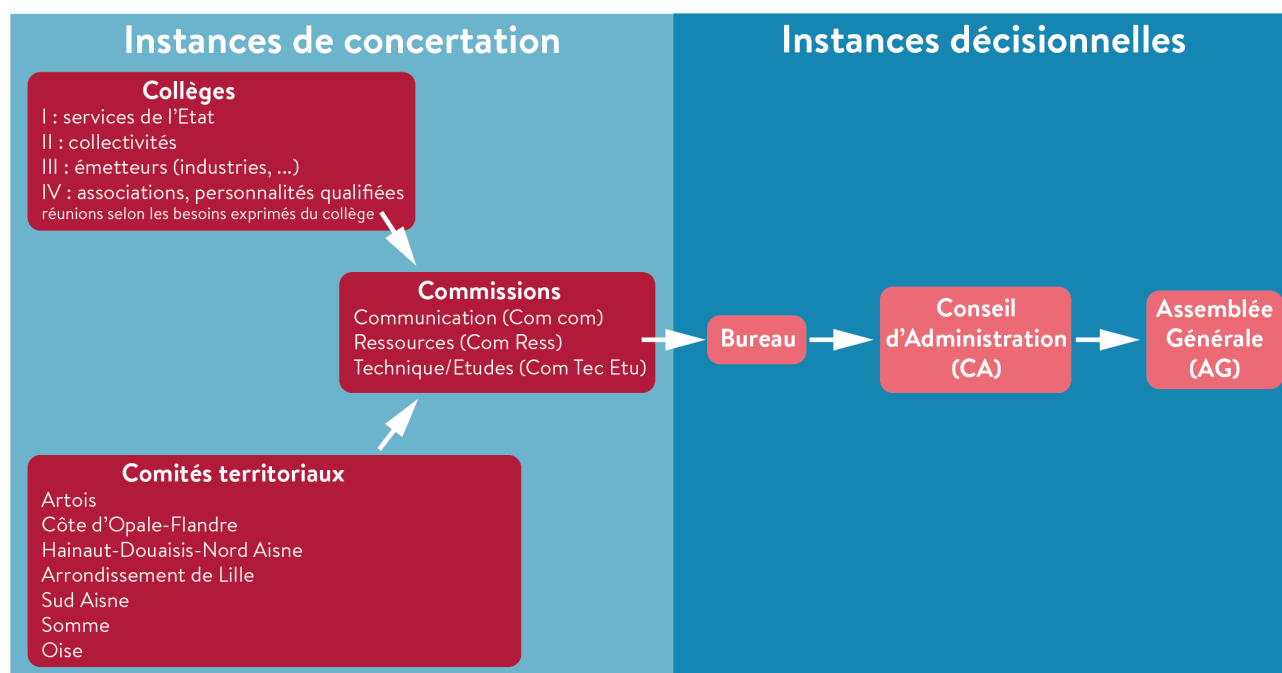 Instances de concertation
Collèges
I : services de l'Etat
II : collectivités
III : émetteurs (industries, ...)
IV : associations, personnalités qualifiées
réunions selon les besoins exprimés du collège
Commissions
Communication (Com com)
Ressources (Com Ress)
Technique/Etudes (Com Tec Etu)
Comités territoriaux
Artois
Côte d'Opale-Flandre
Hainaut-Douaisis-Nord Aisne
Arrondissement de Lille
Sud Aisne
Somme
Oise
Instances décisionnelles
Bureau
Conseil
d'Administration
(CA)
Assemblée
Générale
(AG)